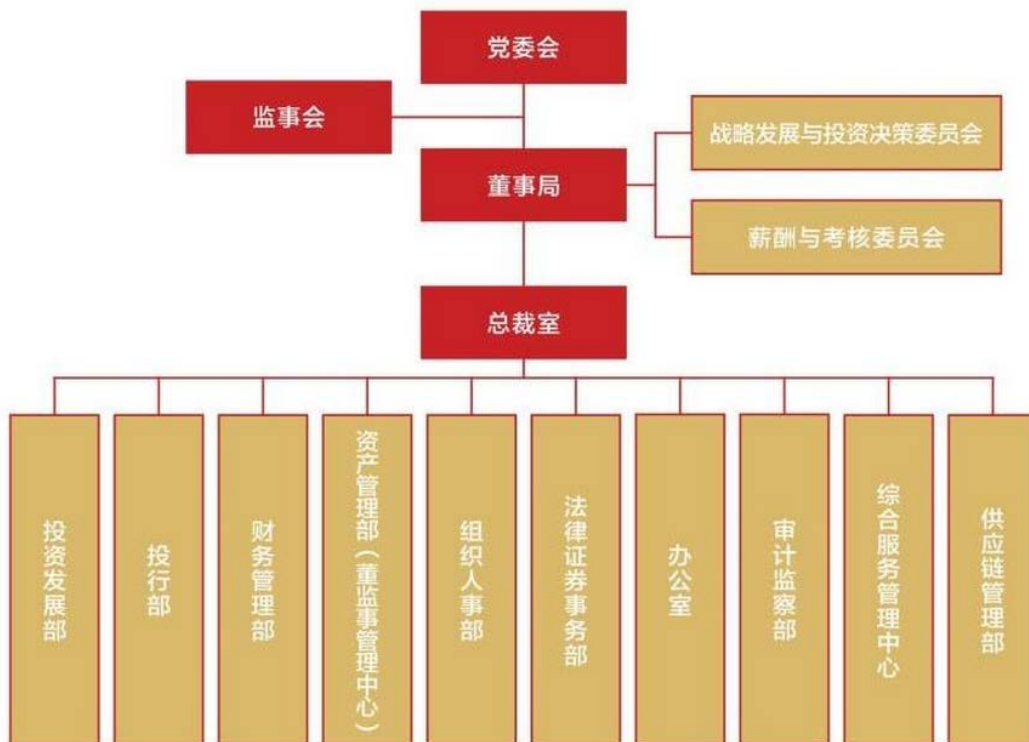 党委会
监事会
战略发展与投资决策委员会
董事局
薪酬与考核委员会
总裁室
投资发展部
投行部
财务管理部
资产管理部（董监事管理中心）
组织人事部
法律证券事务部
办公室
审计监察部
综合服务管理中心
供应链管理部